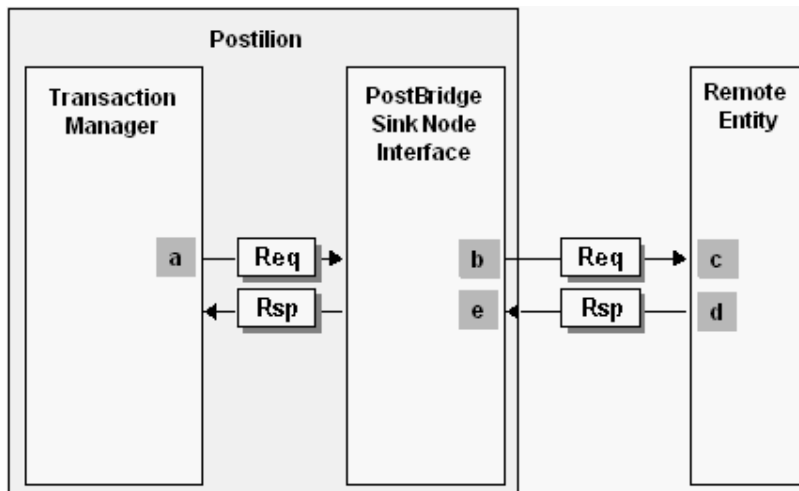 Postilion
Transaction
Manager
PostBridge
Sink Node
Interface
Remote
Entity
a
Req
b
Req
c
Rsp
e
Rsp
d